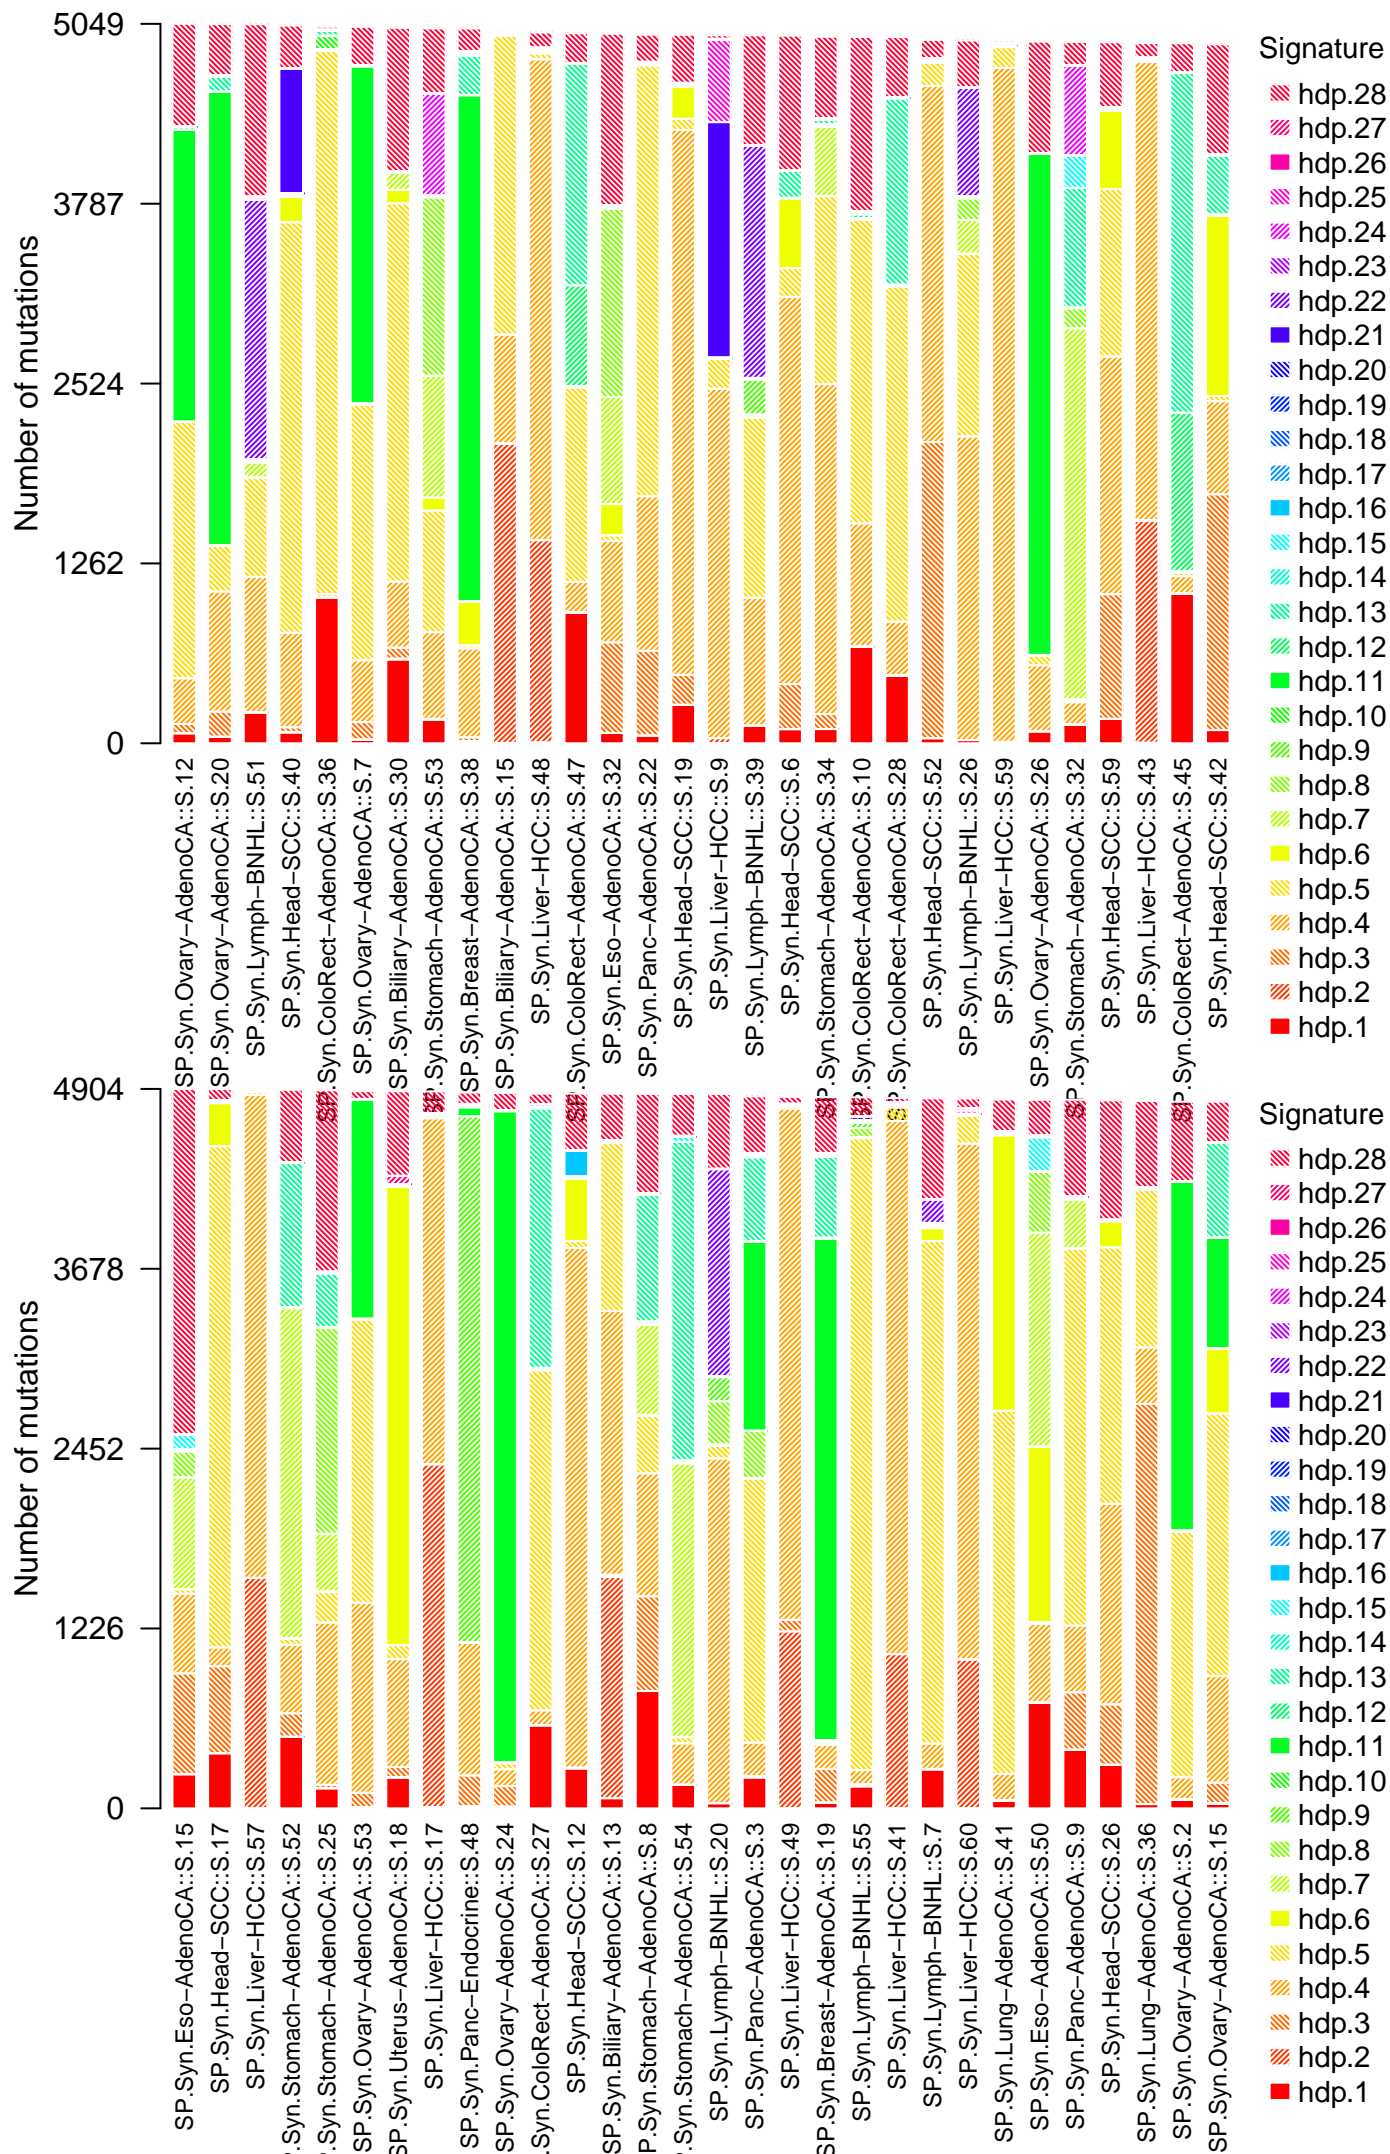 Number of mutations
5049
3787
2524
1262
0
SP.Syn.Ovary−AdenoCA::S.12
SP.Syn.Ovary−AdenoCA::S.20
SP.Syn.Lymph−BNHL::S.51
SP.Syn.Head−SCC::S.40
SP.Syn.ColoRect−AdenoCA::S.36
SP.Syn.Ovary−AdenoCA::S.7
SP.Syn.Biliary−AdenoCA::S.30
SP.Syn.Stomach−AdenoCA::S.53
SP.Syn.Breast−AdenoCA::S.38
SP.Syn.Biliary−AdenoCA::S.15
SP.Syn.Liver−HCC::S.48
SP.Syn.ColoRect−AdenoCA::S.47
SP.Syn.Eso−AdenoCA::S.32
SP.Syn.Panc−AdenoCA::S.22
SP.Syn.Head−SCC::S.19
SP.Syn.Liver−HCC::S.9
SP.Syn.Lymph−BNHL::S.39
SP.Syn.Head−SCC::S.6
SP.Syn.Stomach−AdenoCA::S.34
SP.Syn.ColoRect−AdenoCA::S.10
SP.Syn.ColoRect−AdenoCA::S.28
SP.Syn.Head−SCC::S.52
SP.Syn.Lymph−BNHL::S.26
SP.Syn.Liver−HCC::S.59
SP.Syn.Ovary−AdenoCA::S.26
SP.Syn.Stomach−AdenoCA::S.32
SP.Syn.Head−SCC::S.59
SP.Syn.Liver−HCC::S.43
SP.Syn.ColoRect−AdenoCA::S.45
SP.Syn.Head−SCC::S.42
Signature
hdp.28
hdp.27
hdp.26
hdp.25
hdp.24
hdp.23
hdp.22
hdp.21
hdp.20
hdp.19
hdp.18
hdp.17
hdp.16
hdp.15
hdp.14
hdp.13
hdp.12
hdp.11
hdp.10
hdp.9
hdp.8
hdp.7
hdp.6
hdp.5
hdp.4
hdp.3
hdp.2
hdp.1
Number of mutations
4904
3678
2452
1226
0
SP.Syn.Eso−AdenoCA::S.15
SP.Syn.Head−SCC::S.17
SP.Syn.Liver−HCC::S.57
P.Syn.Stomach−AdenoCA::S.52
P.Syn.Stomach−AdenoCA::S.25
SP.Syn.Ovary−AdenoCA::S.53
SP.Syn.Uterus−AdenoCA::S.18
SP.Syn.Liver−HCC::S.17
SP.Syn.Panc−Endocrine::S.48
SP.Syn.Ovary−AdenoCA::S.24
.Syn.ColoRect−AdenoCA::S.27
SP.Syn.Head−SCC::S.12
SP.Syn.Biliary−AdenoCA::S.13
P.Syn.Stomach−AdenoCA::S.8
P.Syn.Stomach−AdenoCA::S.54
SP.Syn.Lymph−BNHL::S.20
SP.Syn.Panc−AdenoCA::S.3
SP.Syn.Liver−HCC::S.49
SP.Syn.Breast−AdenoCA::S.19
SP.Syn.Lymph−BNHL::S.55
SP.Syn.Liver−HCC::S.41
SP.Syn.Lymph−BNHL::S.7
SP.Syn.Liver−HCC::S.60
SP.Syn.Lung−AdenoCA::S.41
SP.Syn.Eso−AdenoCA::S.50
SP.Syn.Panc−AdenoCA::S.9
SP.Syn.Head−SCC::S.26
SP.Syn.Lung−AdenoCA::S.36
SP.Syn.Ovary−AdenoCA::S.2
SP.Syn.Ovary−AdenoCA::S.15
Signature
hdp.28
hdp.27
hdp.26
hdp.25
hdp.24
hdp.23
hdp.22
hdp.21
hdp.20
hdp.19
hdp.18
hdp.17
hdp.16
hdp.15
hdp.14
hdp.13
hdp.12
hdp.11
hdp.10
hdp.9
hdp.8
hdp.7
hdp.6
hdp.5
hdp.4
hdp.3
hdp.2
hdp.1